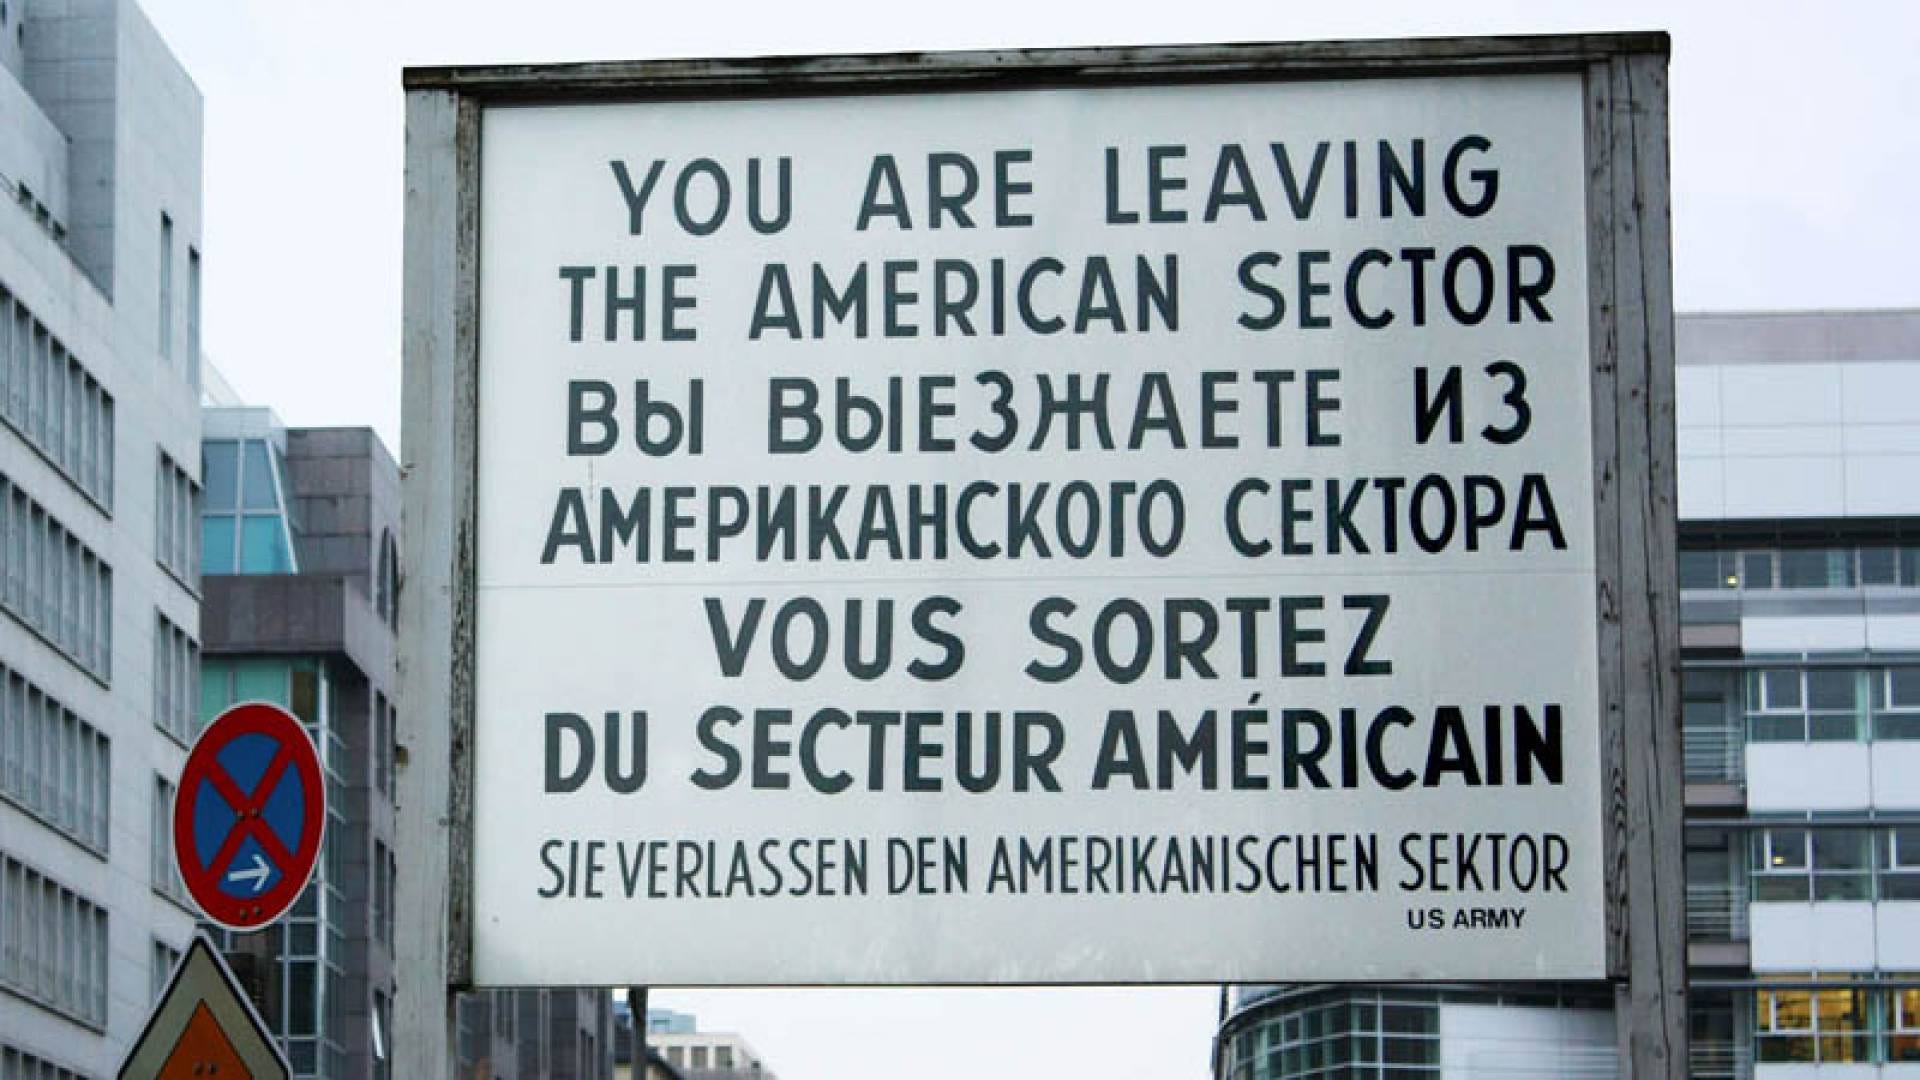 YOU ARE LEAVING
THE AMERICAN SECTOR
ВЫ ВЫЕЗЖАЕТЕ ИЗ
АМЕРИКАНСКОГО СЕКТОРА
VOUS SORTEZ
DU SECTEUR AMÉRICAIN
SIE VERLASSEN DEN AMERIKANISCHEN SEKTOR
US ARMY